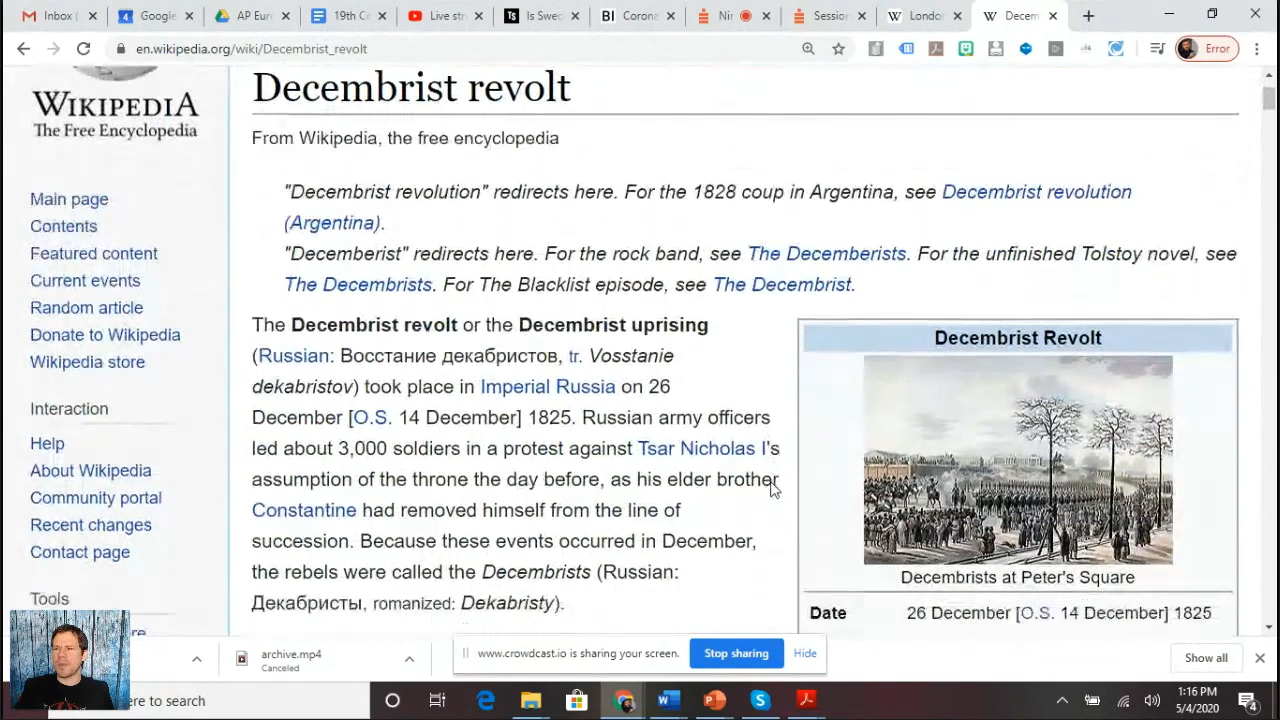 Inbox (
Google
AP Eur
19th Ce
Live str
Is Swed
Corona
Nir
Session
London
Decem
en.wikipedia.org/wiki/Decembrist_revolt
Error
WIKIPEDIA
The Free Encyclopedia
Main page
Contents
Featured content
Current events
Random article
Donate to Wikipedia
Wikipedia store
Interaction
Help
About Wikipedia
Community portal
Recent changes
Contact page
Tools
Decembrist revolt
From Wikipedia, the free encyclopedia
"Decembrist revolution" redirects here. For the 1828 coup in Argentina, see Decembrist revolution
(Argentina).
"Decemberist" redirects here. For the rock band, see The Decemberists. For the unfinished Tolstoy novel, see
The Decembrists. For The Blacklist episode, see The Decembrist.
The Decembrist revolt or the Decembrist uprising
(Russian: Восстание декабристов, tr. Vosstanie
dekabristov) took place in Imperial Russia on 26
December [O.S. 14 December] 1825. Russian army officers
led about 3,000 soldiers in a protest against Tsar Nicholas I's
assumption of the throne the day before, as his elder brother
Constantine had removed himself from the line of
succession. Because these events occurred in December,
the rebels were called the Decembrists (Russian:
Декабристы, romanized: Dekabristy).
Decembrist Revolt
Decembrists at Peter's Square
Date 26 December [O.S. 14 December] 1825
archive.mp4
Canceled
www.crowdcast.io is sharing your screen.
Stop sharing
Hide
Show all
here to search
1:16 PM
5/4/2020
4